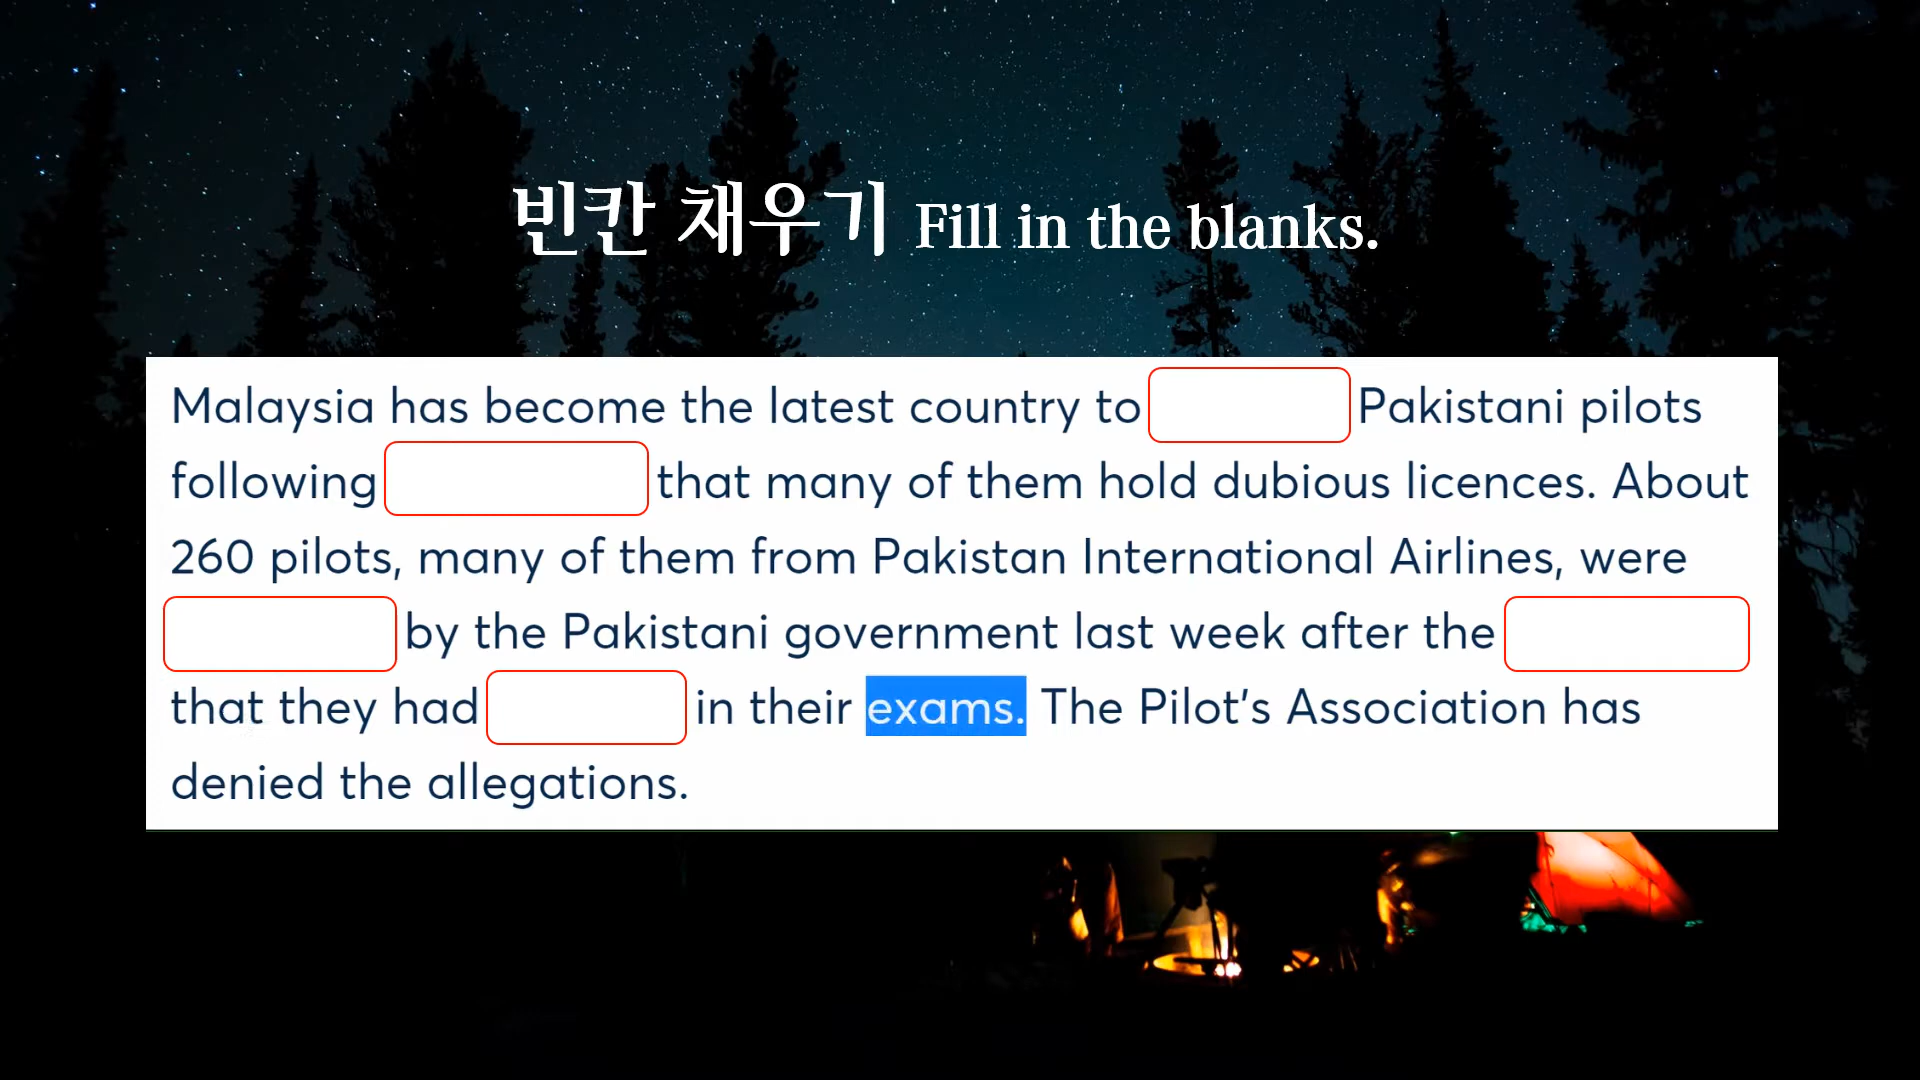 빈칸 채우기 Fill in the blanks.
Malaysia has become the latest country to Pakistani pilots
following that many of them hold dubious licences. About
260 pilots, many of them from Pakistan International Airlines, were
by the Pakistani government last week after the
that they had in their exams. The Pilot's Association has
denied the allegations.